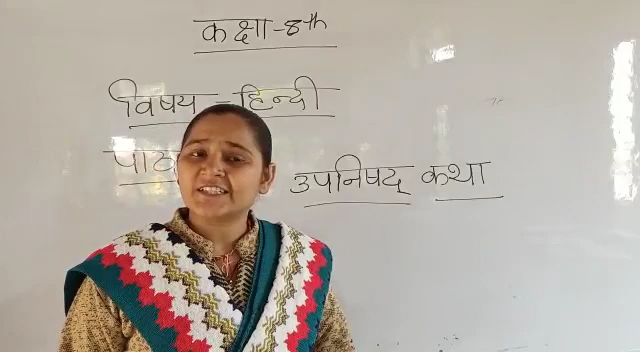 कक्षा-8th
विषय - हिन्दी
पाठ उपनिषद् कथा